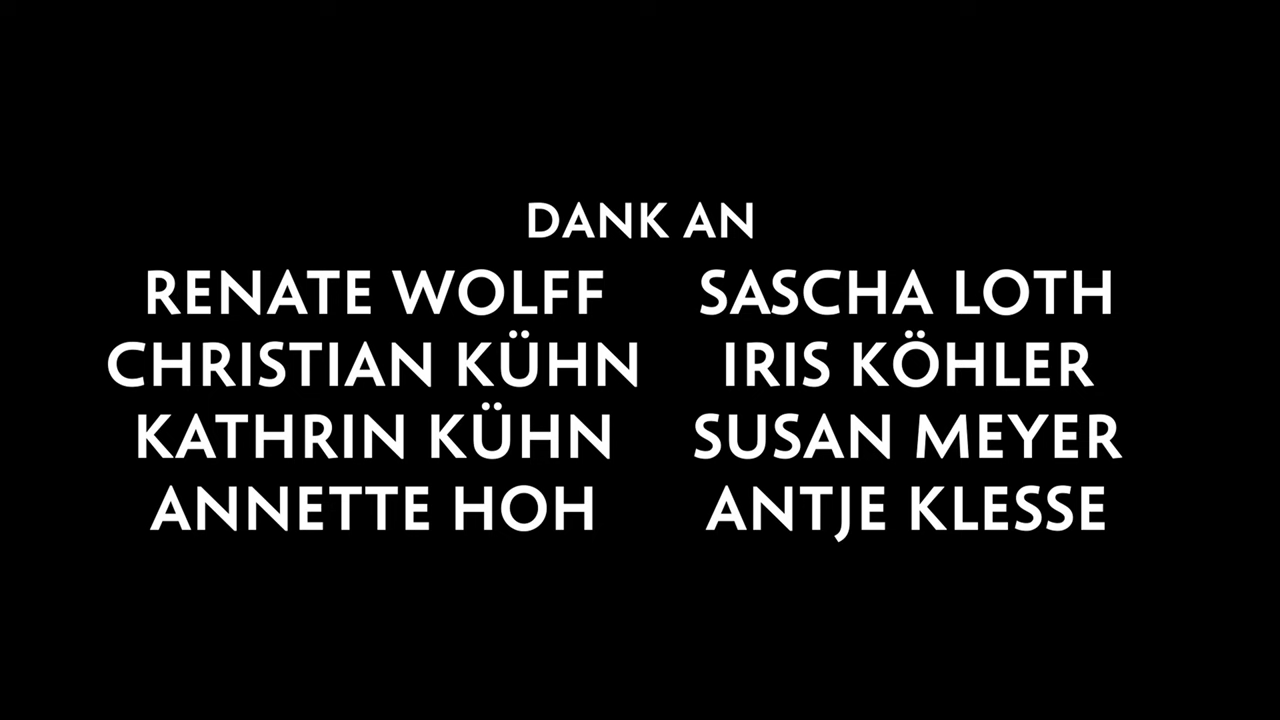 DANK AN
RENATE WOLFF SASCHA LOTH
CHRISTIAN KÜHN IRIS KÖHLER
KATHRIN KÜHN SUSAN MEYER
ANNETTE HOH ANTJE KLESSE